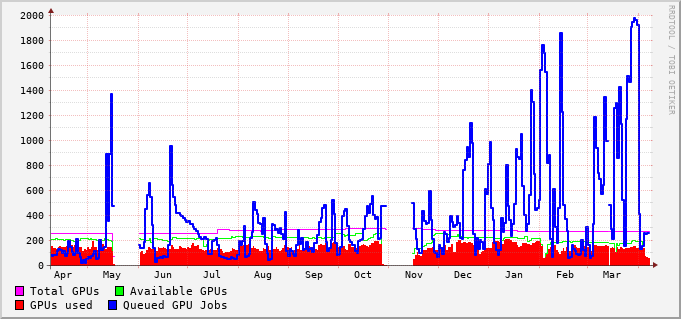 2000
1800
1600
1400
1200
1000
800
600
400
200
0
Apr May Jun Jul Aug Sep Oct Nov Dec Jan Feb Mar
RRDTOOL / TOBI OETIKER
Total GPUs Available GPUs
GPUs used Queued GPU Jobs